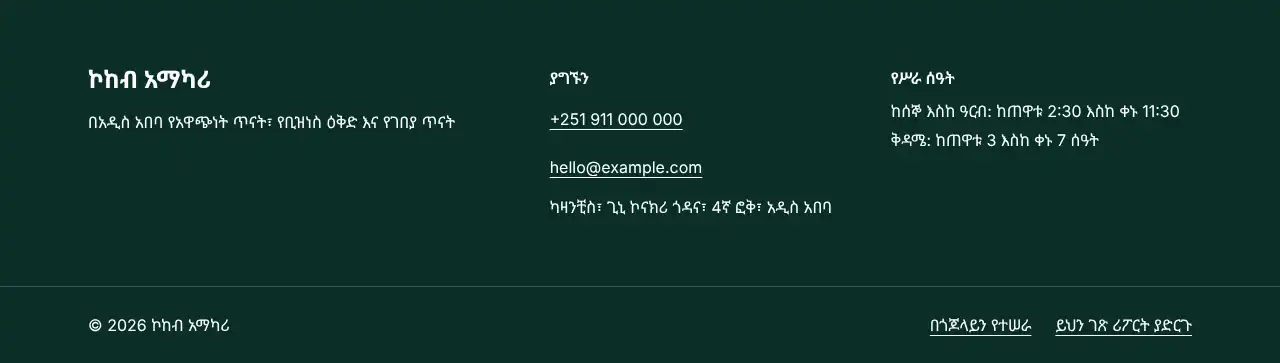 ኮከብ አማካሪ
በአዲስ አበባ የአዋጭነት ጥናት፣ የቢዝነስ ዕቅድ እና የገበያ ጥናት
ያግኙን
+251 911 000 000
hello@example.com
ካዛንቺስ፣ ጊኒ ኮናክሪ ጎዳና፣ 4ኛ ፎቅ፣ አዲስ አበባ
የሥራ ሰዓት
ከሰኞ እስከ ዓርብ: ከጠዋቱ 2:30 እስከ ቀኑ 11:30
ቅዳሜ: ከጠዋቱ 3 እስከ ቀኑ 7 ሰዓት
© 2026 ኮከብ አማካሪ
በጎጆላይን የተሠራ
ይህን ገጽ ሪፖርት ያድርጉ